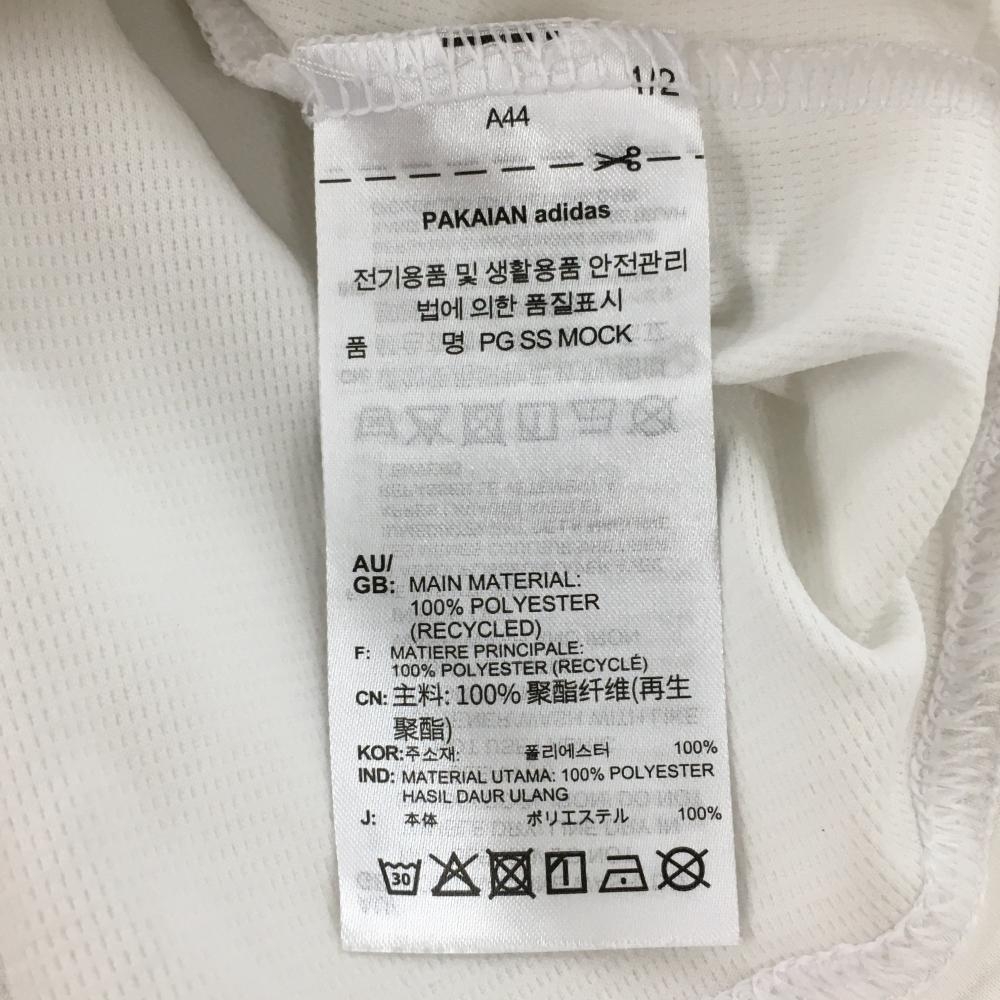 1/2
A44
PAKAIAN adidas
전기용품 및 생활용품 안전관리
법에 의한 품질표시
품 명 PG SS MOCK
AU/
GB: MAIN MATERIAL:
100% POLYESTER
(RECYCLED)
F: MATIERE PRINCIPALE:
100% POLYESTER (RECYCLÉ)
CN: 主料: 100% 聚酯纤维(再生
聚酯)
KOR:주소재: 폴리에스터 100%
IND: MATERIAL UTAMA: 100% POLYESTER
HASIL DAUR ULANG
J: 本体 ポリエステル 100%
30